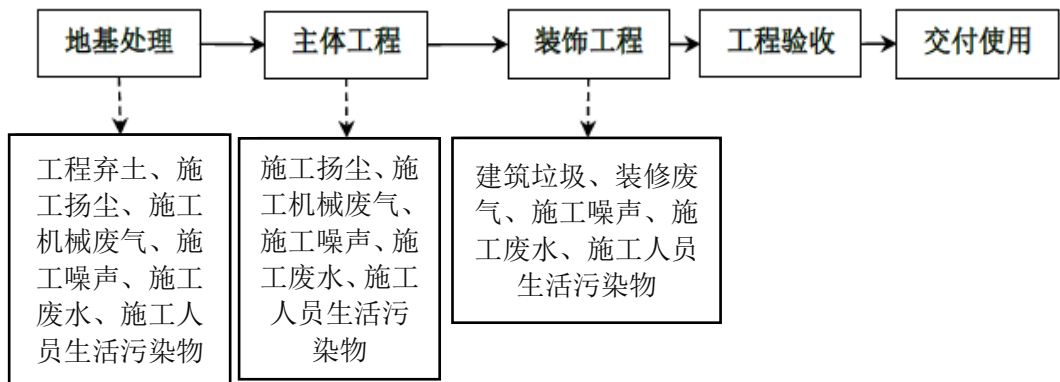 地基处理
主体工程
装饰工程
工程验收
交付使用
工程弃土、施
工扬尘、施工
机械废气、施
工噪声、施工
废水、施工人
员生活污染物
施工扬尘、施
工机械废气、
施工噪声、施
工废水、施工
人员生活污
染物
建筑垃圾、装修废
气、施工噪声、施
工废水、施工人员
生活污染物